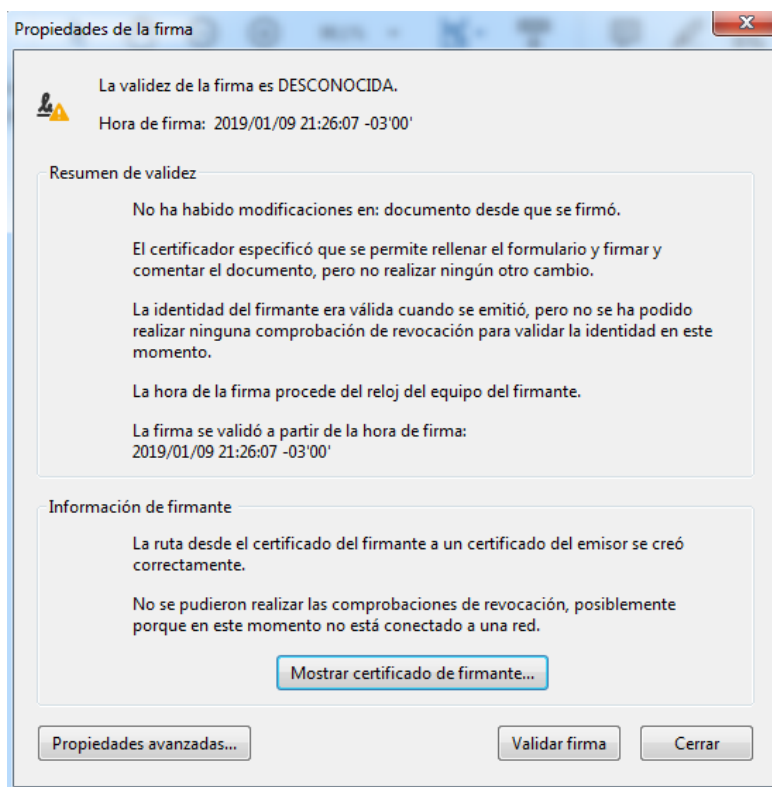 Propiedades de la firma
La validez de la firma es DESCONOCIDA.
Hora de firma: 2019/01/09 21:26:07 -03'00'
Resumen de validez
No ha habido modificaciones en: documento desde que se firmó.
El certificador especificó que se permite rellenar el formulario y firmar y
comentar el documento, pero no realizar ningún otro cambio.
La identidad del firmante era válida cuando se emitió, pero no se ha podido
realizar ninguna comprobación de revocación para validar la identidad en este
momento.
La hora de la firma procede del reloj del equipo del firmante.
La firma se validó a partir de la hora de firma:
2019/01/09 21:26:07 -03'00'
Información de firmante
La ruta desde el certificado del firmante a un certificado del emisor se creó
correctamente.
No se pudieron realizar las comprobaciones de revocación, posiblemente
porque en este momento no está conectado a una red.
Mostrar certificado de firmante...
Propiedades avanzadas...
Validar firma
Cerrar